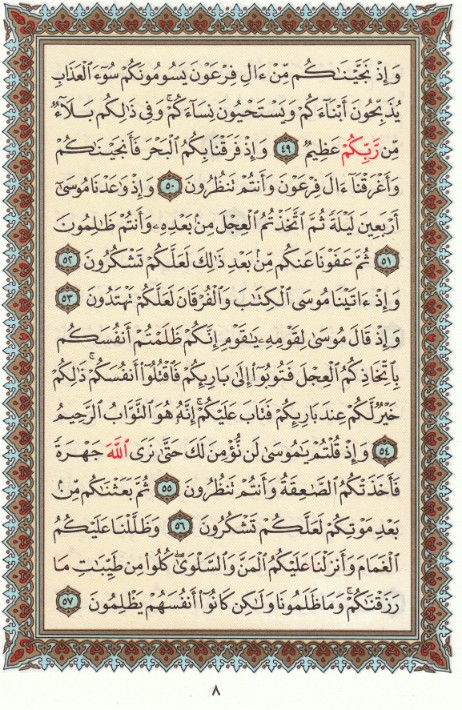 وَإِذْ نَجَّيْنَٰكُم مِّنْ ءَالِ فِرْعَوْنَ يَسُومُونَكُمْ سُوٓءَ ٱلْعَذَابِ
يُذَبِّحُونَ أَبْنَآءَكُمْ وَيَسْتَحْيُونَ نِسَآءَكُمْ ۚ وَفِى ذَٰلِكُم بَلَآءٌ
مِّن رَّبِّكُمْ عَظِيمٌ ٤٩ وَإِذْ فَرَقْنَا بِكُمُ ٱلْبَحْرَ فَأَنجَيْنَٰكُمْ
وَأَغْرَقْنَآ ءَالَ فِرْعَوْنَ وَأَنتُمْ تَنظُرُونَ ٥٠ وَإِذْ وَٰعَدْنَا مُوسَىٰٓ
أَرْبَعِينَ لَيْلَةً ثُمَّ ٱتَّخَذْتُمُ ٱلْعِجْلَ مِنۢ بَعْدِهِۦ وَأَنتُمْ ظَٰلِمُونَ
٥١ ثُمَّ عَفَوْنَا عَنكُم مِّنۢ بَعْدِ ذَٰلِكَ لَعَلَّكُمْ تَشْكُرُونَ ٥٢
وَإِذْ ءَاتَيْنَا مُوسَى ٱلْكِتَٰبَ وَٱلْفُرْقَانَ لَعَلَّكُمْ تَهْتَدُونَ ٥٣
وَإِذْ قَالَ مُوسَىٰ لِقَوْمِهِۦ يَٰقَوْمِ إِنَّكُمْ ظَلَمْتُمْ أَنفُسَكُم
بِٱتِّخَاذِكُمُ ٱلْعِجْلَ فَتُوبُوٓا۟ إِلَىٰ بَارِئِكُمْ فَٱقْتُلُوٓا۟ أَنفُسَكُمْ ۚ ذَٰلِكُمْ
خَيْرٌ لَّكُمْ عِندَ بَارِئِكُمْ فَتَابَ عَلَيْكُمْ ۚ إِنَّهُۥ هُوَ ٱلتَّوَّابُ ٱلرَّحِيمُ
٥٤ وَإِذْ قُلْتُمْ يَٰمُوسَىٰ لَن نُّؤْمِنَ لَكَ حَتَّىٰ نَرَى ٱللَّهَ جَهْرَةً
فَأَخَذَتْكُمُ ٱلصَّٰعِقَةُ وَأَنتُمْ تَنظُرُونَ ٥٥ ثُمَّ بَعَثْنَٰكُم مِّنۢ
بَعْدِ مَوْتِكُمْ لَعَلَّكُمْ تَشْكُرُونَ ٥٦ وَظَلَّلْنَا عَلَيْكُمُ
ٱلْغَمَامَ وَأَنزَلْنَا عَلَيْكُمُ ٱلْمَنَّ وَٱلسَّلْوَىٰ ۖ كُلُوا۟ مِن طَيِّبَٰتِ مَا
رَزَقْنَٰكُمْ ۖ وَمَا ظَلَمُونَا وَلَٰكِن كَانُوٓا۟ أَنفُسَهُمْ يَظْلِمُونَ ٥٧
٨